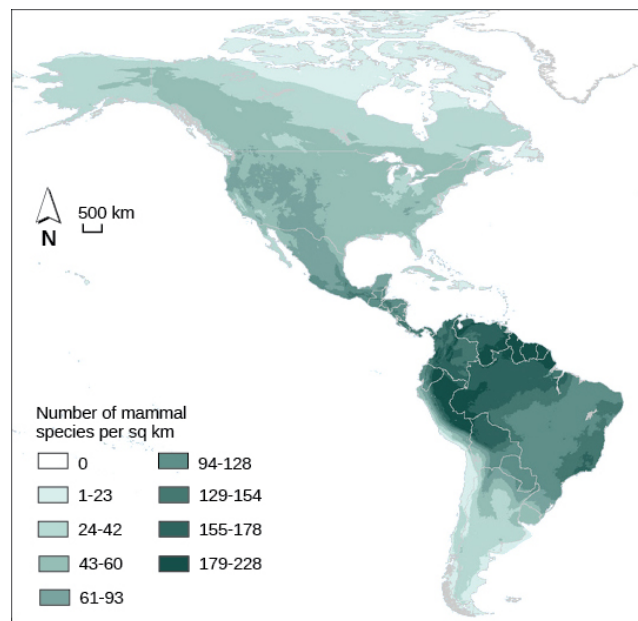 500 km
N
Number of mammal
species per sq km
0
1-23
24-42
43-60
61-93
94-128
129-154
155-178
179-228